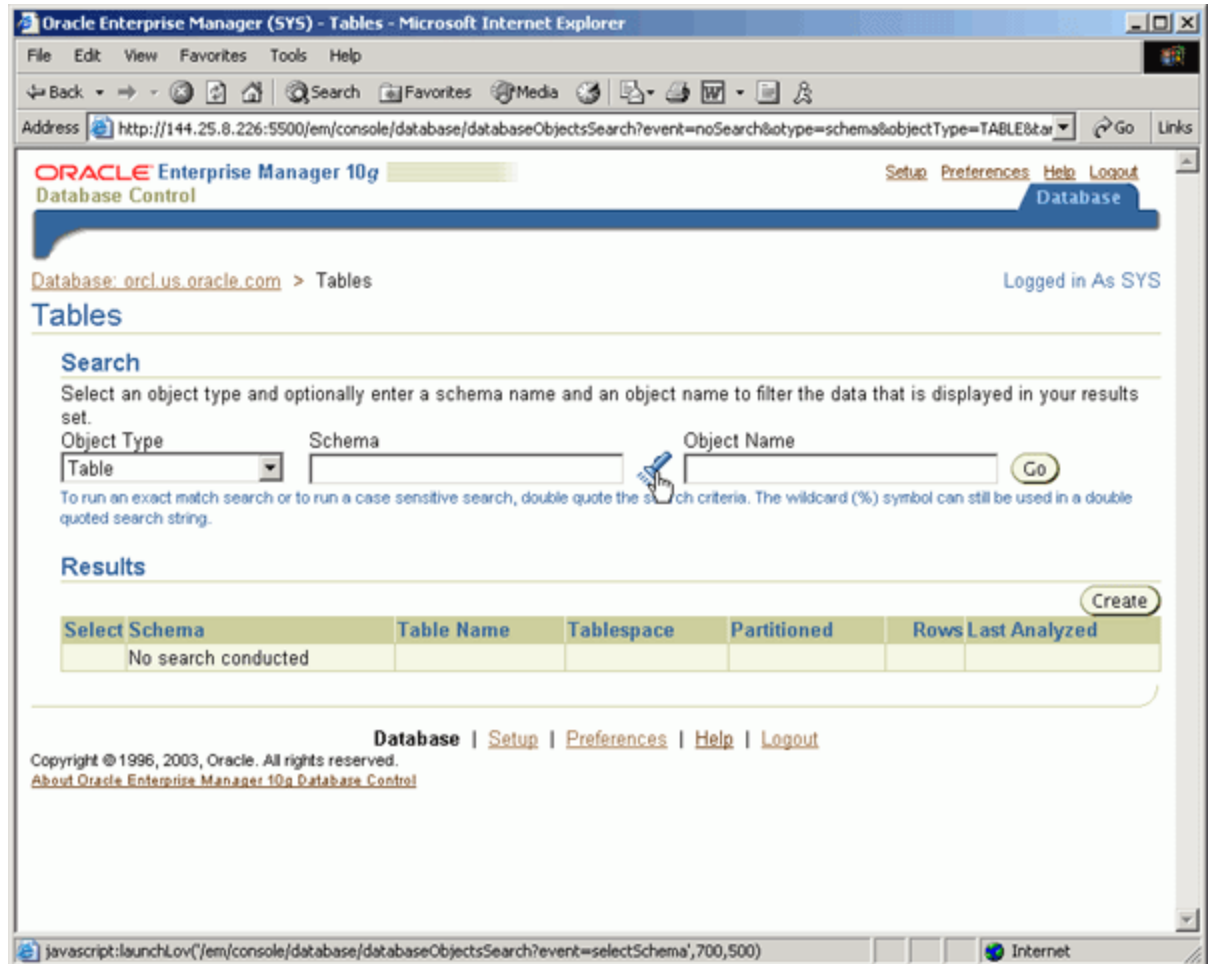 Oracle Enterprise Manager (SYS) - Tables - Microsoft Internet Explorer
File Edit View Favorites Tools Help
Back Search Favorites Media
Address http://144.25.8.226:5500/em/console/database/databaseObjectsSearch?event=noSearch&otype=schema&objectType=TABLE&tar Go Links
ORACLE Enterprise Manager 10g
Setup Preferences Help Logout
Database Control
Database
Database: orcl.us.oracle.com > Tables
Logged in As SYS
Tables
Search
Select an object type and optionally enter a schema name and an object name to filter the data that is displayed in your results
set.
Object Type Schema Object Name
Table Go
To run an exact match search or to run a case sensitive search, double quote the criteria. The wildcard (%) symbol can still be used in a double
quoted search string.
Results
Create
Select Schema Table Name Tablespace Partitioned Rows Last Analyzed
No search conducted
Database | Setup | Preferences | Help | Logout
Copyright © 1996, 2003, Oracle. All rights reserved.
About Oracle Enterprise Manager 10g Database Control
javascript:launchLov('/em/console/database/databaseObjectsSearch?event=selectSchema',700,500) Internet